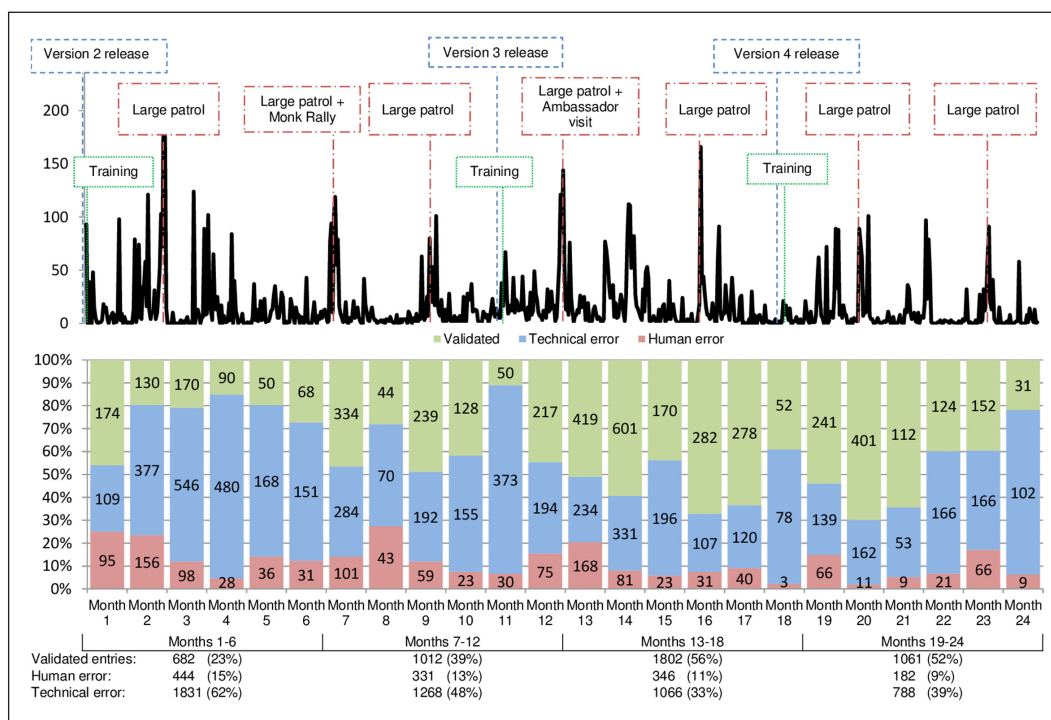 Version 2 release
Version 3 release
Version 4 release
Large patrol
Large patrol +
Monk Rally
Large patrol
Large patrol +
Ambassador
visit
Large patrol
Large patrol
Large patrol
Training
Training
Training
200
150
100
50
0
Validated Technical error Human error
100%
90%
80%
70%
60%
50%
40%
30%
20%
10%
0%
174 130 170 90 50 68 334 44 239 128 50 217 419 601 170 282 278 52 241 401 112 124 152 31
109 377 546 480 168 151 284 70 192 155 373 194 234 331 196 107 120 78 139 162 53 166 166 102
95 156 98 28 36 31 101 43 59 23 30 75 168 81 23 31 40 3 66 11 9 21 66 9
Month Month Month Month Month Month Month Month Month Month Month Month Month Month Month Month Month Month Month Month Month Month Month Month
1 2 3 4 5 6 7 8 9 10 11 12 13 14 15 16 17 18 19 20 21 22 23 24
Months 1-6 Months 7-12 Months 13-18 Months 19-24
Validated entries: 682 (23%) 1012 (39%) 1802 (56%) 1061 (52%)
Human error: 444 (15%) 331 (13%) 346 (11%) 182 (9%)
Technical error: 1831 (62%) 1268 (48%) 1066 (33%) 788 (39%)